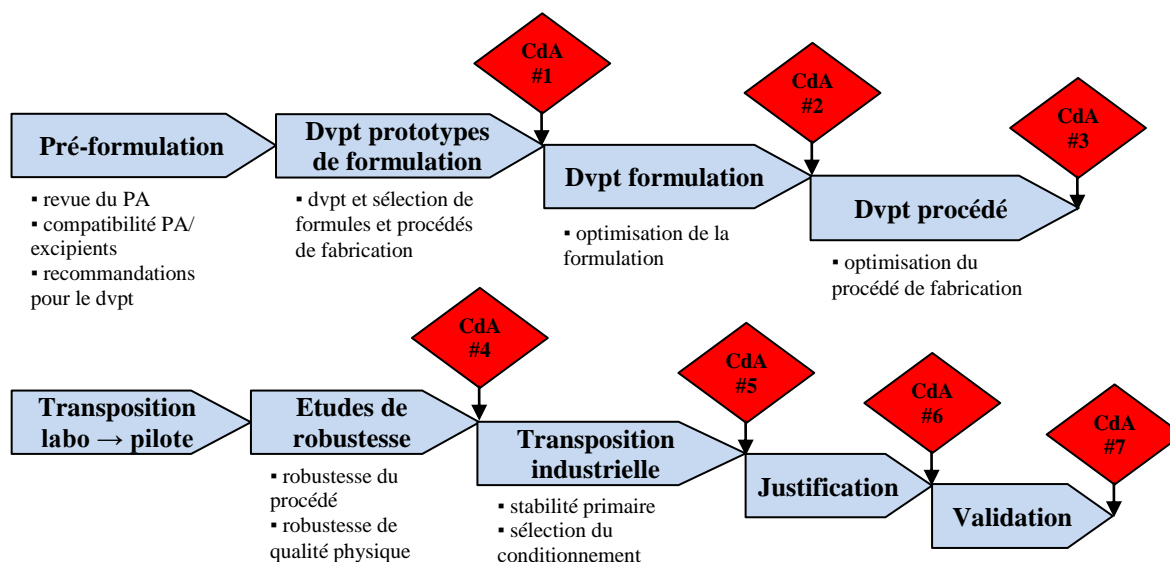 CdA
#1
CdA
#2
CdA
#3
Pré-formulation
▪ revue du PA
▪ compatibilité PA/
excipients
▪ recommandations
pour le dvpt
Dvpt prototypes
de formulation
▪ dvpt et sélection de
formules et procédés
de fabrication
Dvpt formulation
▪ optimisation de la
formulation
Dvpt procédé
▪ optimisation du
procédé de fabrication
CdA
#4
CdA
#5
CdA
#6
CdA
#7
Transposition
labo → pilote
Etudes de
robustesse
▪ robustesse du
procédé
▪ robustesse de
qualité physique
Transposition
industrielle
▪ stabilité primaire
▪ sélection du
conditionnement
Justification
Validation